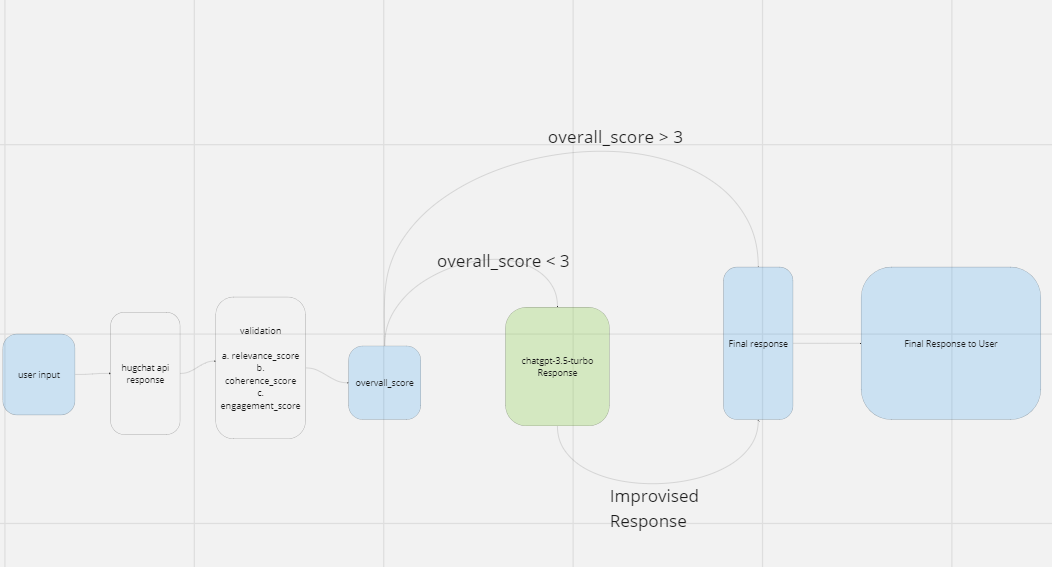 overall_score > 3
overall_score < 3
user input
hugchat api
response
validation
a. relevance_score
b.
coherence_score
c.
engagement_score
overvall_score
chatgpt-3.5-turbo
Response
Final response
Final Response to User
Improvised
Response